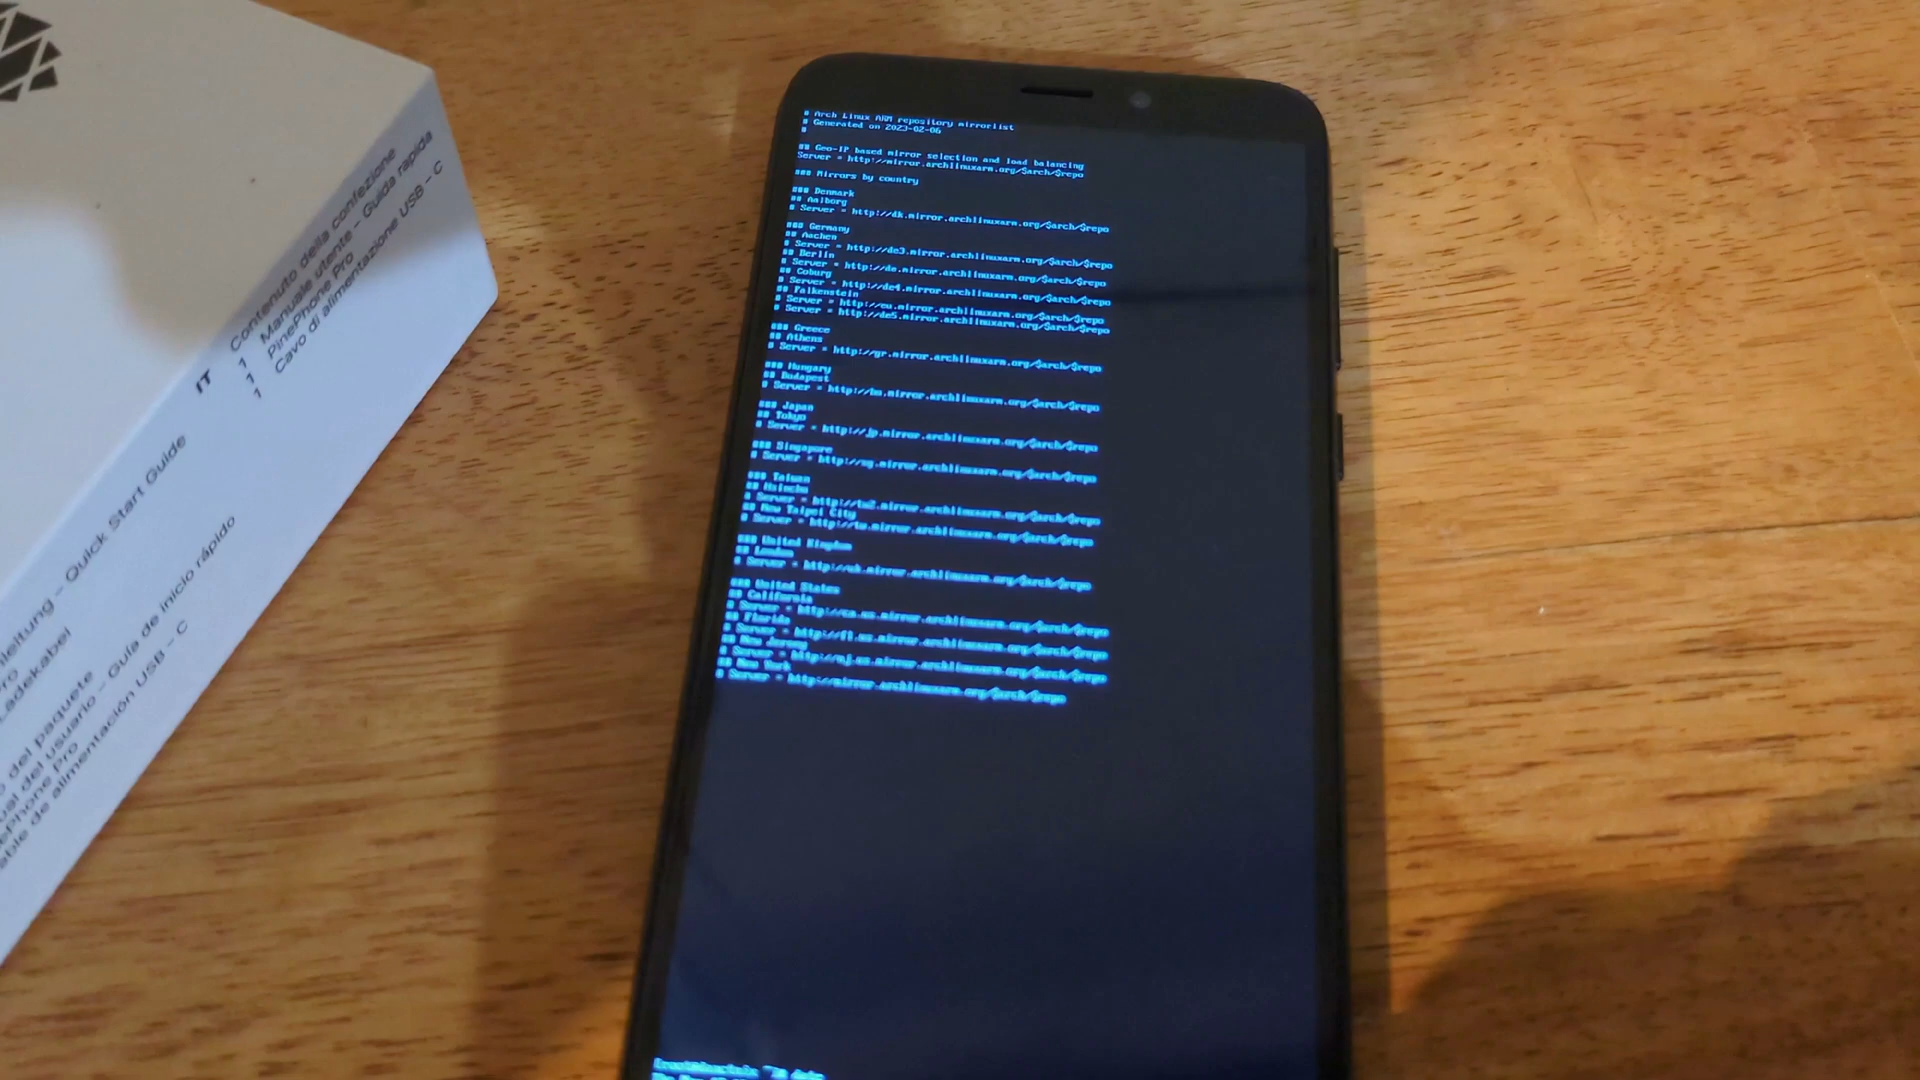 # Arch Linux ARM repository mirrorlist
# Generated on 2023-02-06
#
## Geo-IP based mirror selection and load balancing
Server = http://mirror.archlinuxarm.org/$arch/$repo
### Mirrors by country
### Denmark
## Aalborg
# Server = http://dk.mirror.archlinuxarm.org/$arch/$repo
### Germany
## Aachen
# Server = http://de3.mirror.archlinuxarm.org/$arch/$repo
## Berlin
# Server = http://de.mirror.archlinuxarm.org/$arch/$repo
## Coburg
# Server = http://de4.mirror.archlinuxarm.org/$arch/$repo
## Falkenstein
# Server = http://eu.mirror.archlinuxarm.org/$arch/$repo
# Server = http://de5.mirror.archlinuxarm.org/$arch/$repo
### Greece
## Athens
# Server = http://gr.mirror.archlinuxarm.org/$arch/$repo
### Hungary
## Budapest
# Server = http://hu.mirror.archlinuxarm.org/$arch/$repo
### Japan
## Tokyo
# Server = http://jp.mirror.archlinuxarm.org/$arch/$repo
### Singapore
# Server = http://sg.mirror.archlinuxarm.org/$arch/$repo
### Taiwan
## Hsinchu
# Server = http://tw2.mirror.archlinuxarm.org/$arch/$repo
## New Taipei City
# Server = http://tw.mirror.archlinuxarm.org/$arch/$repo
### United Kingdom
## London
# Server = http://uk.mirror.archlinuxarm.org/$arch/$repo
### United States
## California
# Server = http://ca.us.mirror.archlinuxarm.org/$arch/$repo
## Florida
# Server = http://fl.us.mirror.archlinuxarm.org/$arch/$repo
## New Jersey
# Server = http://nj.us.mirror.archlinuxarm.org/$arch/$repo
## New York
# Server = http://mirror.archlinuxarm.org/$arch/$repo
IT
Contenuto della confezione
1 Manuale utente - Guida rapida
1 PinePhone Pro
1 Cavo di alimentazione USB - C
nleitung - Quick Start Guide
Pro
Ladekabel
del paquete
ual del usuario - Guía de inicio rápido
ePhone Pro
able de alimentación USB - C